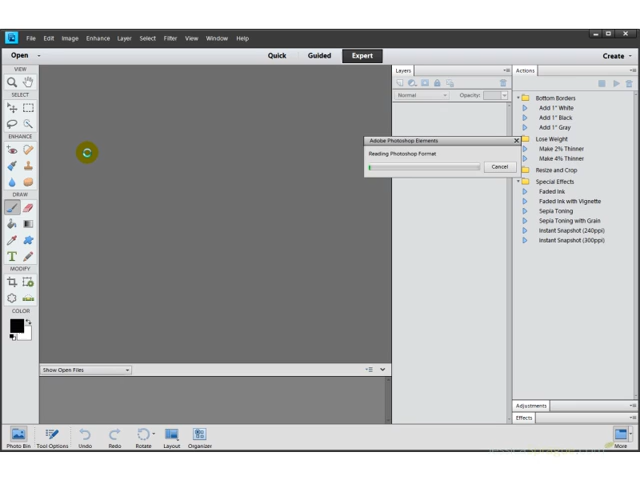 File Edit Image Enhance Layer Select Filter View Window Help
Open Quick Guided Expert Create
VIEW
SELECT
ENHANCE
DRAW
MODIFY
COLOR
Layers
Normal Opacity:
Adobe Photoshop Elements
Reading Photoshop Format
Cancel
Actions
Bottom Borders
Add 1" White
Add 1" Black
Add 1" Gray
Lose Weight
Make 2% Thinner
Make 4% Thinner
Resize and Crop
Special Effects
Faded Ink
Faded Ink with Vignette
Sepia Toning
Sepia Toning with Grain
Instant Snapshot (240ppi)
Instant Snapshot (300ppi)
Show Open Files
Adjustments
Effects
Photo Bin Tool Options Undo Redo Rotate Layout Organizer More